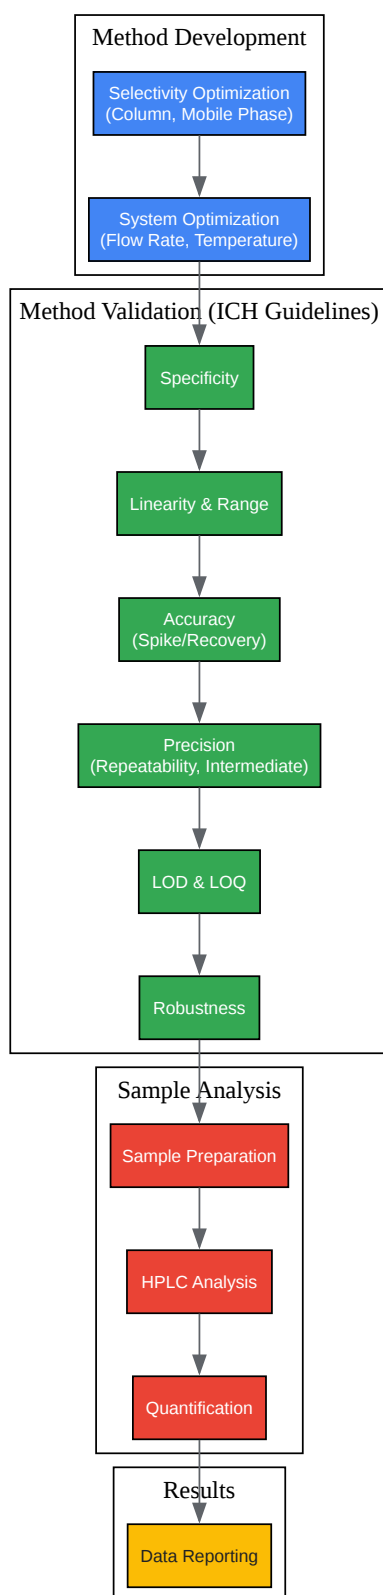 Method Development
Selectivity Optimization
(Column, Mobile Phase)
System Optimization
(Flow Rate, Temperature)
Method Validation (ICH Guidelines)
Specificity
Linearity & Range
Accuracy
(Spike/Recovery)
Precision
(Repeatability, Intermediate)
LOD & LOQ
Robustness
Sample Analysis
Sample Preparation
HPLC Analysis
Quantification
Results
Data Reporting